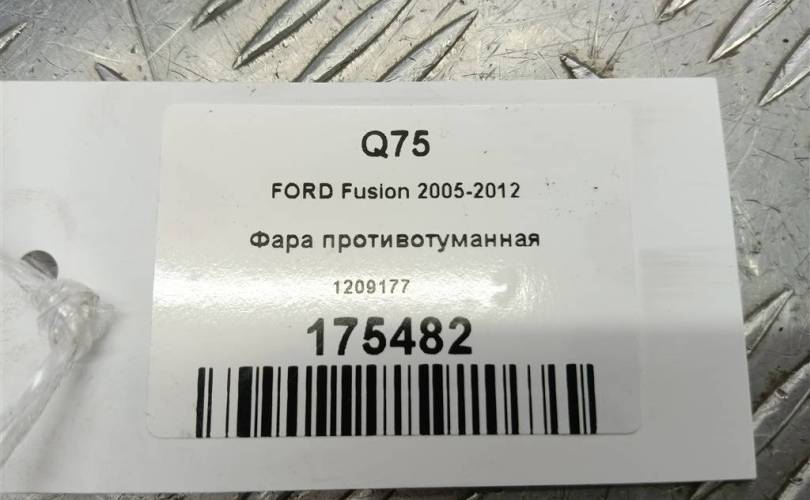 Q75
FORD Fusion 2005-2012
Фара противотуманная
1209177
175482